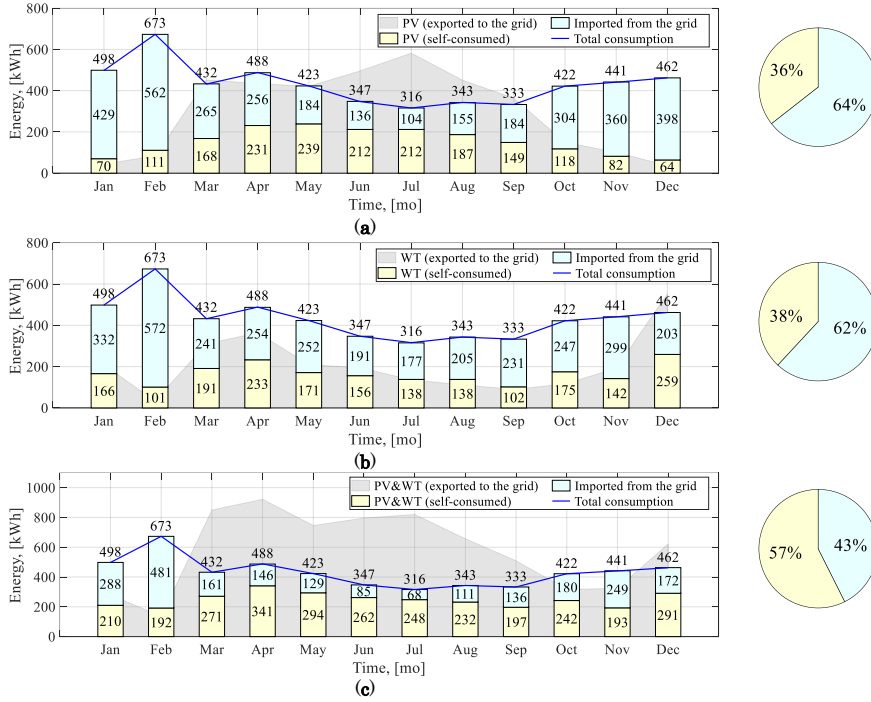 800
600
400
200
0
Energy, [kWh]
PV (exported to the grid)
PV (self-consumed)
Imported from the grid
Total consumption
498 673 432 488 423 347 316 343 333 422 441 462
429 562 265 256 184 136 104 155 184 304 360 398
70 111 168 231 239 212 212 187 149 118 82 64
Jan Feb Mar Apr May Jun Jul Aug Sep Oct Nov Dec
Time, [mo]
(a)
36%
64%
800
600
400
200
0
Energy, [kWh]
WT (exported to the grid)
WT (self-consumed)
Imported from the grid
Total consumption
498 673 432 488 423 347 316 343 333 422 441 462
332 572 241 254 252 191 177 205 231 247 299 203
166 101 191 233 171 156 138 138 102 175 142 259
Jan Feb Mar Apr May Jun Jul Aug Sep Oct Nov Dec
Time, [mo]
(b)
38%
62%
1000
800
600
400
200
0
Energy, [kWh]
PV&WT (exported to the grid)
PV&WT (self-consumed)
Imported from the grid
Total consumption
498 673 432 488 423 347 316 343 333 422 441 462
288 481 161 146 129 85 68 111 136 180 249 172
210 192 271 341 294 262 248 232 197 242 193 291
Jan Feb Mar Apr May Jun Jul Aug Sep Oct Nov Dec
Time, [mo]
(c)
57%
43%